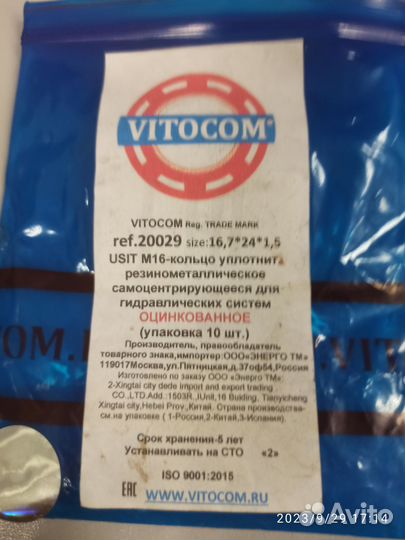 VITOCOM®
VITOCOM Reg. TRADE MARK
ref.20029 size:16,7*24*1,5
USIT M16-кольцо уплотнит.
резинометаллическое
самоцентрирующееся для
гидравлических систем
ОЦИНКОВАННОЕ
(упаковка 10 шт.)
Производитель, правообладатель
товарного знака,импортер:ООО»ЭНЕРГО ТМ»
119017Москва,ул.Пятницкая,д.37оф54,Россия
Изготовлено по заказу ООО «Энерго ТМ»:
2-Xingtai city dede import and export trading
CO.,LTD.Add.:1503R.,IUnit,16 Buiding, Tianyicheng
Xingtai city,Hebei Prov.,Китай. Страна производства-
см.на упаковке ( 1-Россия,2-Китай,3-Испания).
Срок хранения-5 лет
Устанавливать на СТО «2»
ISO 9001:2015
ЕАС WWW.VITOCOM.RU
OCOM.
.VIT
2023/9/29 17:14
Avito